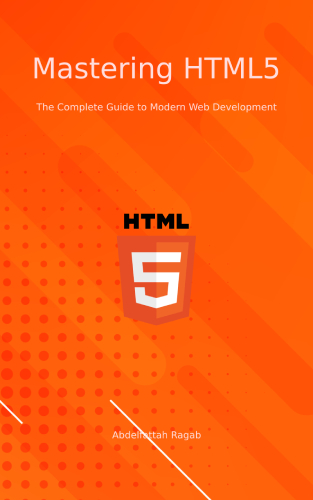 Mastering HTML5
The Complete Guide to Modern Web Development
HTML
5
Abdelfattah Ragab